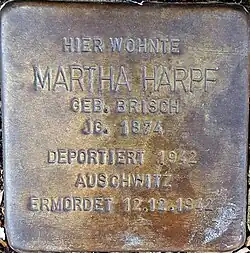 HIER WOHNTE
MARTHA HARPF
GEB. BRISCH
JG. 1874
DEPORTIERT 1942
AUSCHWITZ
ERMORDET 12.12.1942